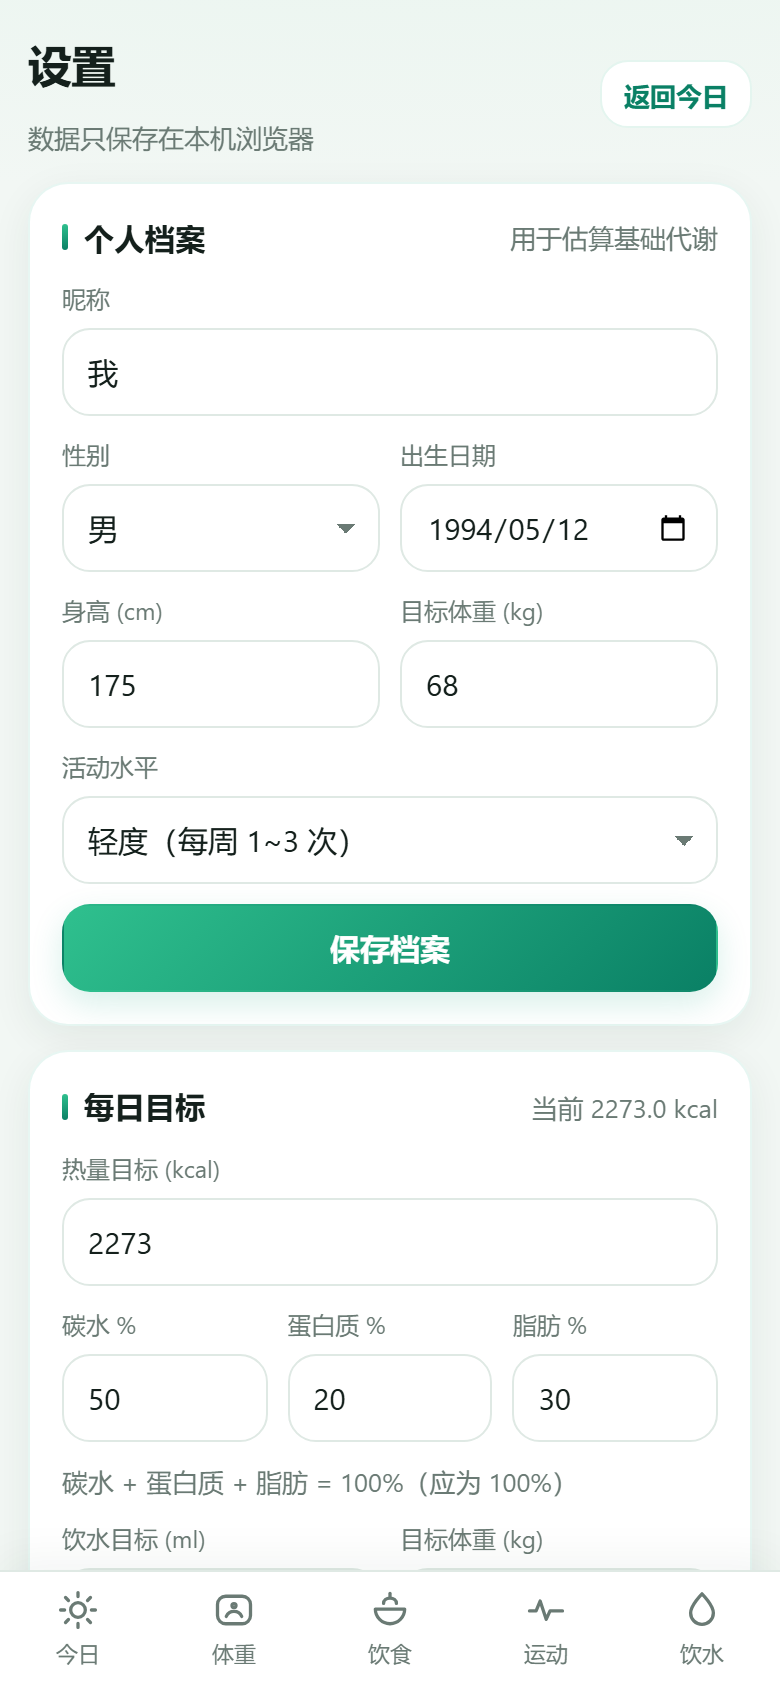 设置
返回今日
数据只保存在本机浏览器
个人档案
用于估算基础代谢
昵称
我
性别
出生日期
男
1994/05/12
身高 (cm)
目标体重 (kg)
175
68
活动水平
轻度（每周 1~3 次）
保存档案
每日目标
当前 2273.0 kcal
热量目标 (kcal)
2273
碳水 %
蛋白质 %
脂肪 %
50
20
30
碳水 + 蛋白质 + 脂肪 = 100%（应为 100%）
饮水目标 (ml)
目标体重 (kg)
今日
体重
饮食
运动
饮水